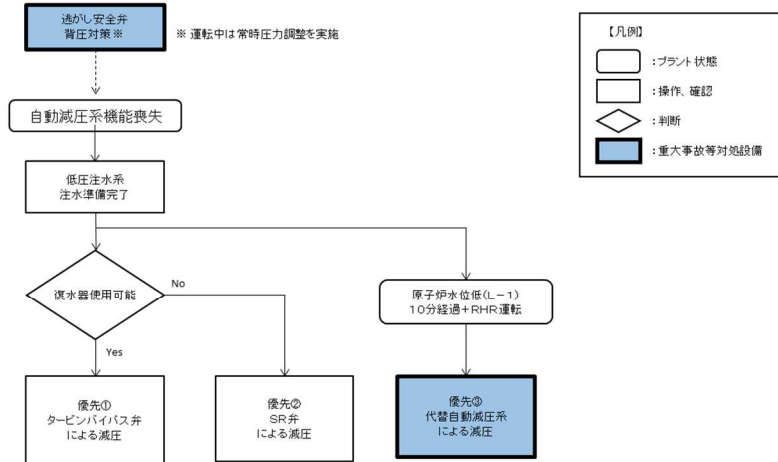 逃がし安全弁
背圧対策※
※ 運転中は常時圧力調整を実施
自動減圧系機能喪失
低圧注水系
注水準備完了
復水器使用可能
No
Yes
原子炉水位低(L-1)
10分経過+RHR運転
優先①
タービンバイパス弁
による減圧
優先②
SR弁
による減圧
優先③
代替自動減圧系
による減圧
【凡例】
:プラント状態
:操作、確認
:判断
:重大事故等対処設備